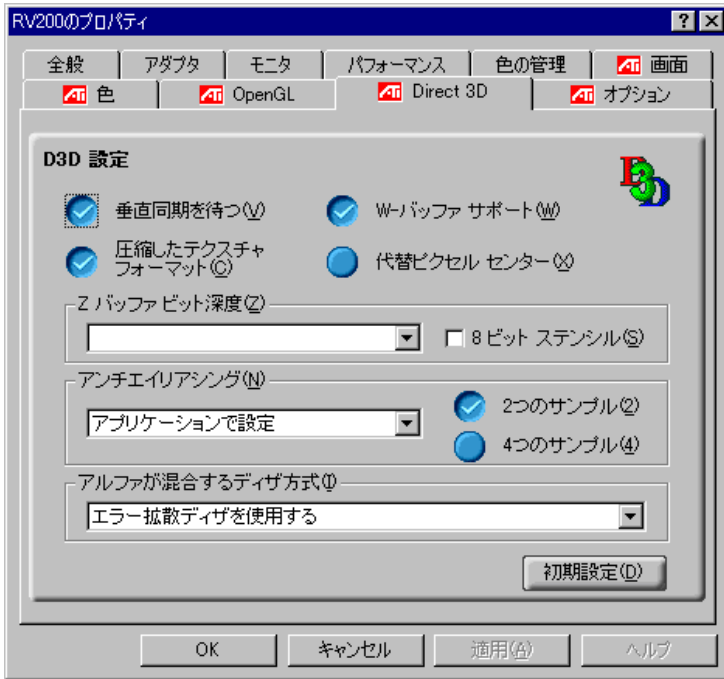 RV200のプロパティ
全般
アダプタ
モニタ
パフォーマンス
色の管理
ATI 画面
ATI 色
ATI OpenGL
ATI Direct 3D
ATI オプション
D3D 設定
D3D
垂直同期を待つ(V)
W-バッファ サポート(W)
圧縮したテクスチャ
フォーマット(C)
代替ピクセル センター(X)
Z バッファ ビット深度(Z)
8 ビット ステンシル(S)
アンチエイリアシング(N)
アプリケーションで設定
2つのサンプル(2)
4つのサンプル(4)
アルファが混合するディザ方式(I)
エラー拡散ディザを使用する
初期設定(D)
OK
キャンセル
適用(A)
ヘルプ